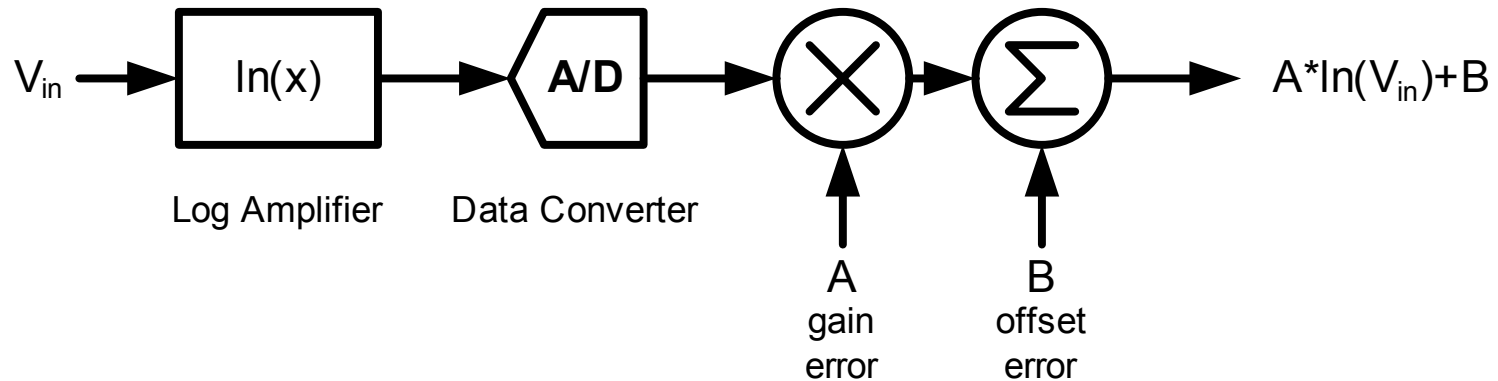 V_in
ln(x)
A/D
A*ln(V_in)+B
Log Amplifier
Data Converter
A
gain
error
B
offset
error